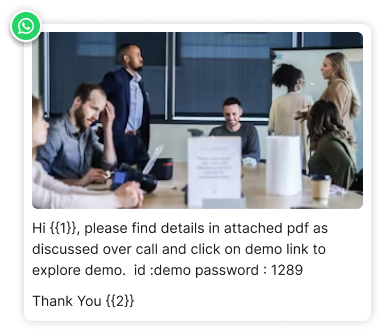 Hi {{1}}, please find details in attached pdf as
discussed over call and click on demo link to
explore demo.  id :demo password : 1289
Thank You {{2}}